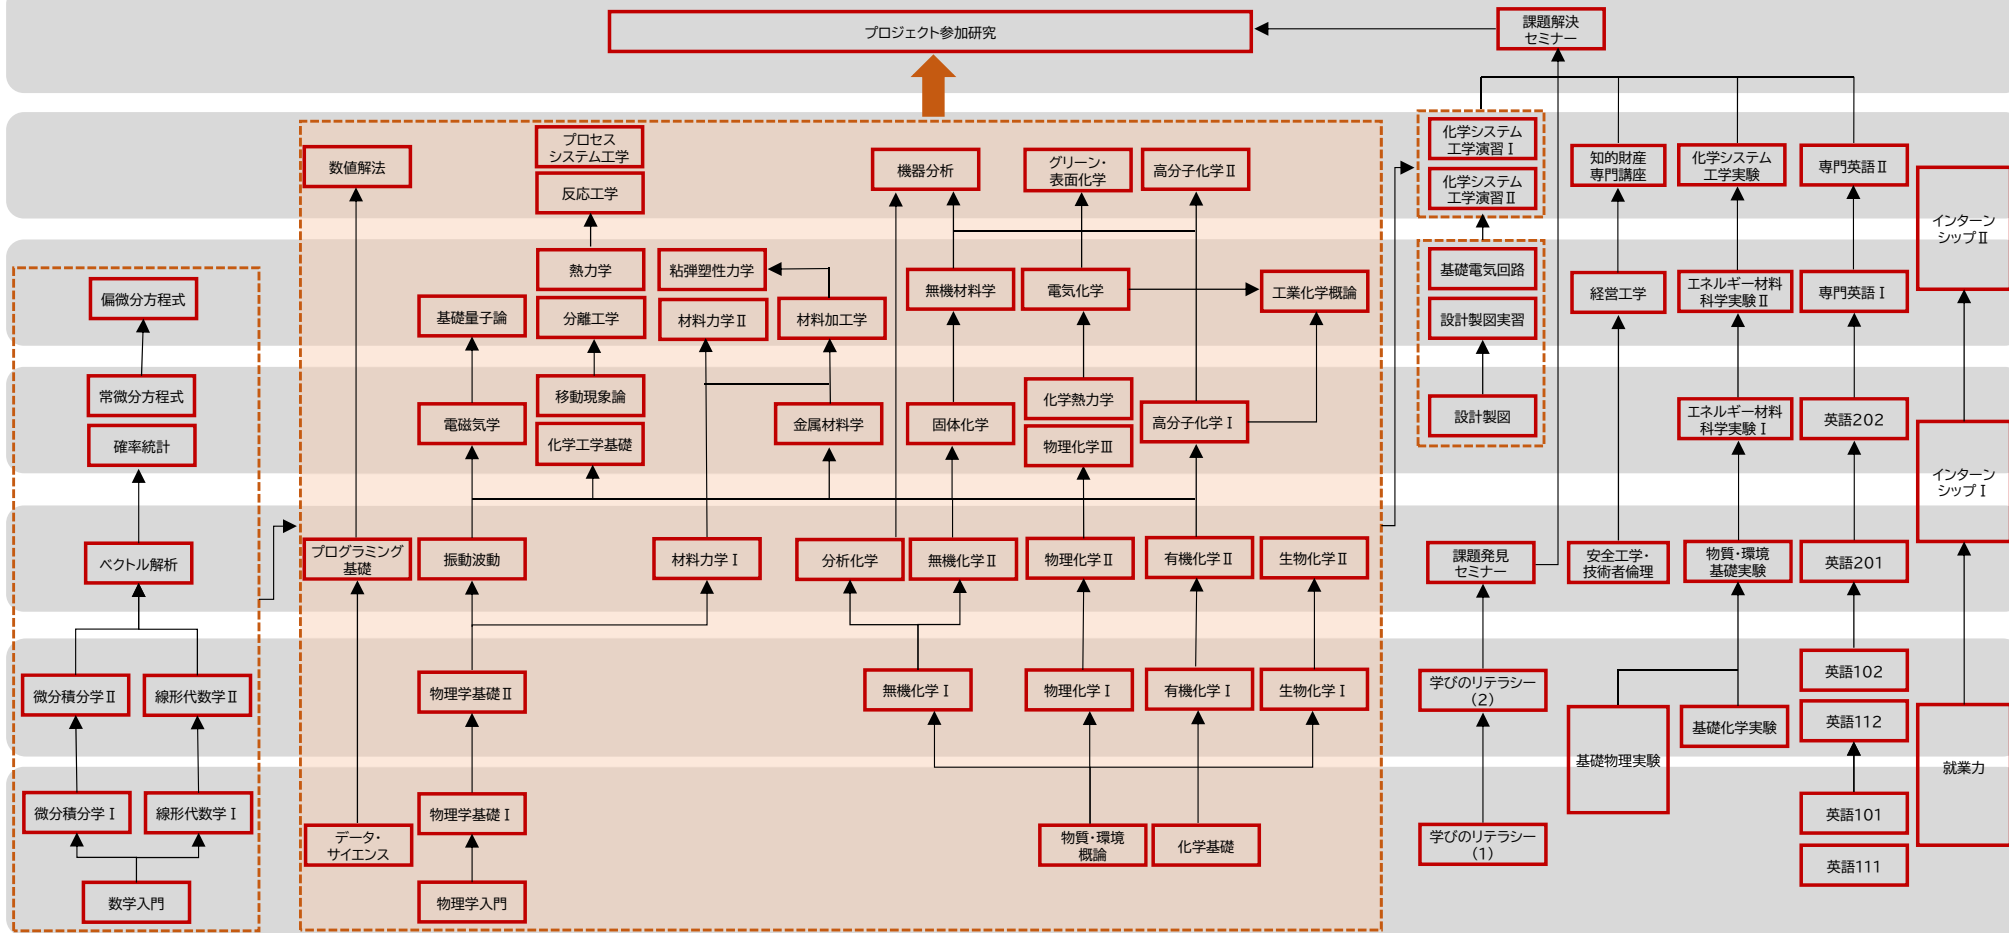 プロジェクト参加研究
課題解決
セミナー
数値解法
プロセス
システム工学
反応工学
機器分析
グリーン・
表面化学
高分子化学Ⅱ
化学システム
工学演習Ⅰ
化学システム
工学演習Ⅱ
知的財産
専門講座
化学システム
工学実験
専門英語Ⅱ
インターン
シップⅡ
偏微分方程式
基礎量子論
熱力学
分離工学
粘弾塑性力学
材料力学Ⅱ
材料加工学
無機材料学
電気化学
工業化学概論
基礎電気回路
設計製図実習
経営工学
エネルギー材料
科学実験Ⅱ
専門英語Ⅰ
常微分方程式
確率統計
電磁気学
移動現象論
化学工学基礎
金属材料学
固体化学
化学熱力学
物理化学Ⅲ
高分子化学Ⅰ
設計製図
エネルギー材料
科学実験Ⅰ
英語202
インターン
シップⅠ
ベクトル解析
プログラミング
基礎
振動波動
材料力学Ⅰ
分析化学
無機化学Ⅱ
物理化学Ⅱ
有機化学Ⅱ
生物化学Ⅱ
課題発見
セミナー
安全工学・
技術者倫理
物質・環境
基礎実験
英語201
微分積分学Ⅱ
線形代数学Ⅱ
物理学基礎Ⅱ
無機化学Ⅰ
物理化学Ⅰ
有機化学Ⅰ
生物化学Ⅰ
学びのリテラシー
(2)
基礎物理実験
基礎化学実験
英語102
英語112
就業力
微分積分学Ⅰ
線形代数学Ⅰ
数学入門
データ・
サイエンス
物理学基礎Ⅰ
物理学入門
物質・環境
概論
化学基礎
学びのリテラシー
(1)
英語101
英語111